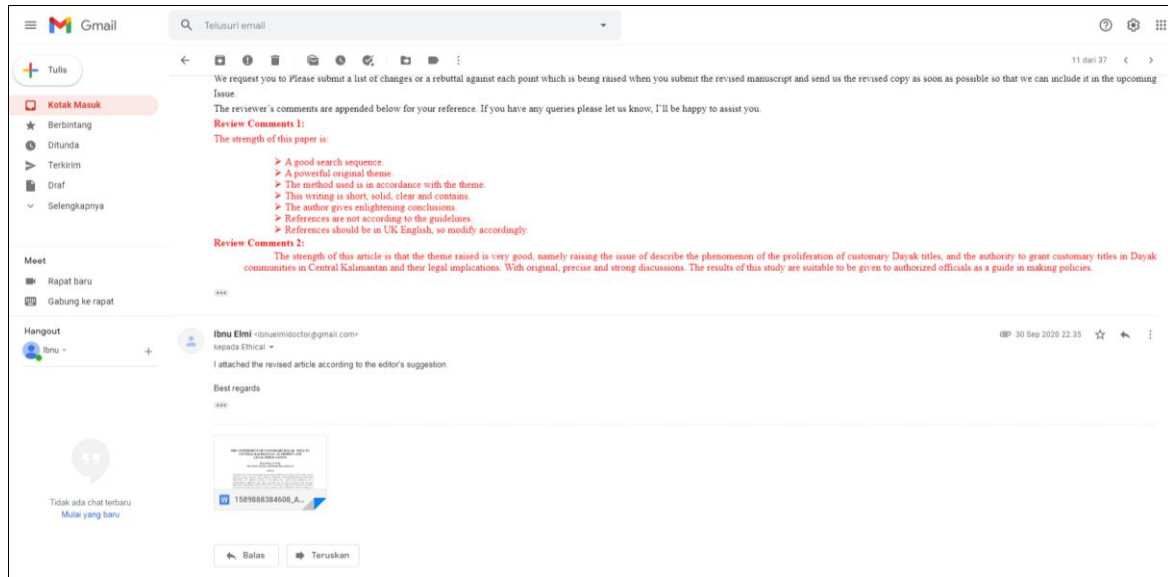 Gmail
Telusuri email
Tulis
11 dari 37
Kotak Masuk
Berbintang
Ditunda
Terkirim
Draf
Selengkapnya
Meet
Rapat baru
Gabung ke rapat
Hangout
Ibnu
Tidak ada chat terbaru
Mulai yang baru
We request you to Please submit a list of changes or a rebuttal against each point which is being raised when you submit the revised manuscript and send us the revised copy as soon as possible so that we can include it in the upcoming
Issue.
The reviewer's comments are appended below for your reference. If you have any queries please let us know, I'll be happy to assist you.
Review Comments 1:
The strength of this paper is:
➢ A good search sequence.
➢ A powerful original theme.
➢ The method used is in accordance with the theme.
➢ This writing is short, solid, clear and contains.
➢ The author gives enlightening conclusions.
➢ References are not according to the guidelines.
➢ References should be in UK English, so modify accordingly.
Review Comments 2:
The strength of this article is that the theme raised is very good, namely raising the issue of describe the phenomenon of the proliferation of customary Dayak titles, and the authority to grant customary titles in Dayak
communities in Central Kalimantan and their legal implications. With original, precise and strong discussions. The results of this study are suitable to be given to authorized officials as a guide in making policies.
Ibnu Elmi <ibnuelmidoctor@gmail.com>
30 Sep 2020 22.35
kepada Ethical
I attached the revised article according to the editor's suggestion.
Best regards
W 1589888384608_A...
Balas
Teruskan